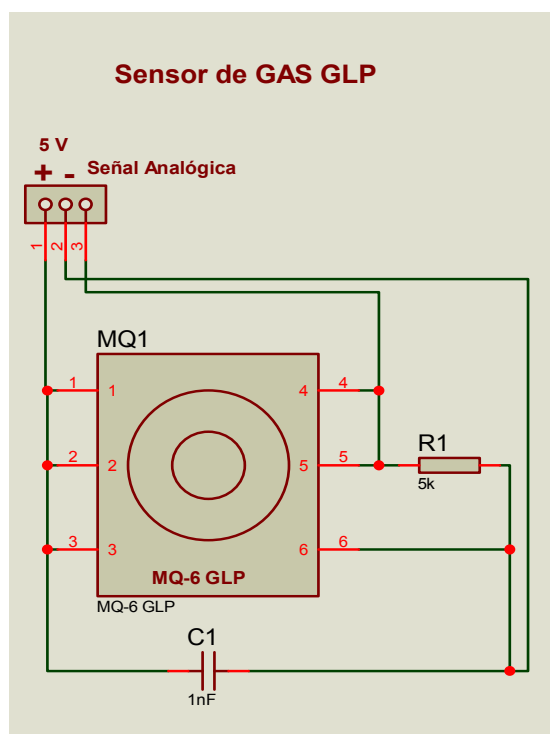 Sensor de GAS GLP
5 V
+ - Señal Analógica
1 2 3
MQ1
1 1 4 4
2 2 5 5
R1
5k
3 3 6 6
MQ-6 GLP
MQ-6 GLP
C1
1nF